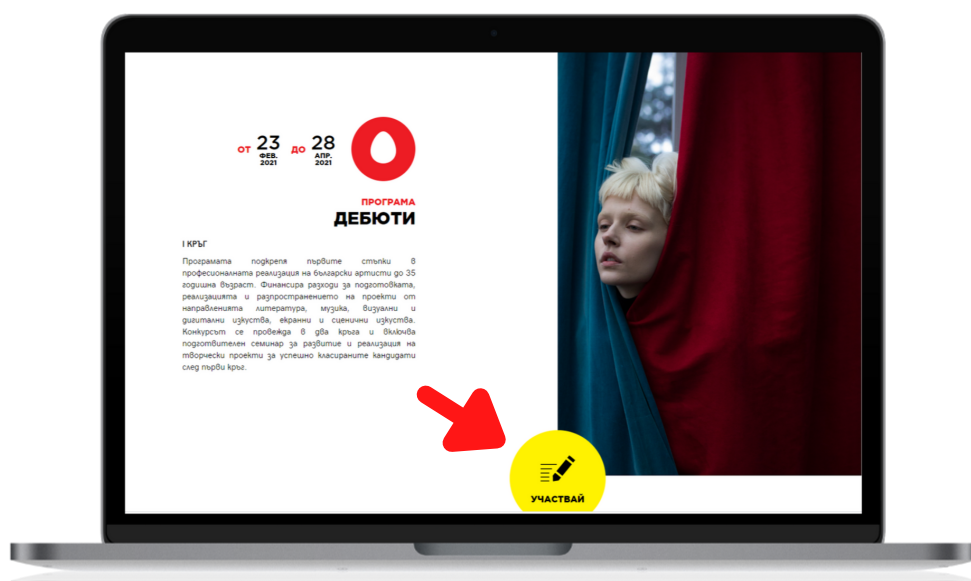 от 23 до 28
ФЕВ. АПР.
2021 2021
ПРОГРАМА
ДЕБЮТИ
I КРЪГ
Програмата подкрепя първите стъпки в
професионалната реализация на български артисти до 35
годишна възраст. Финансира разходи за подготовката,
реализацията и разпространението на проекти от
направленията литература, музика, визуални и
дигитални изкуства, екранни и сценични изкуства.
Конкурсът се провежда в два кръга и включва
подготвителен семинар за развитие и реализация на
творчески проекти за успешно класираните кандидати
след първи кръг.
УЧАСТВАЙ